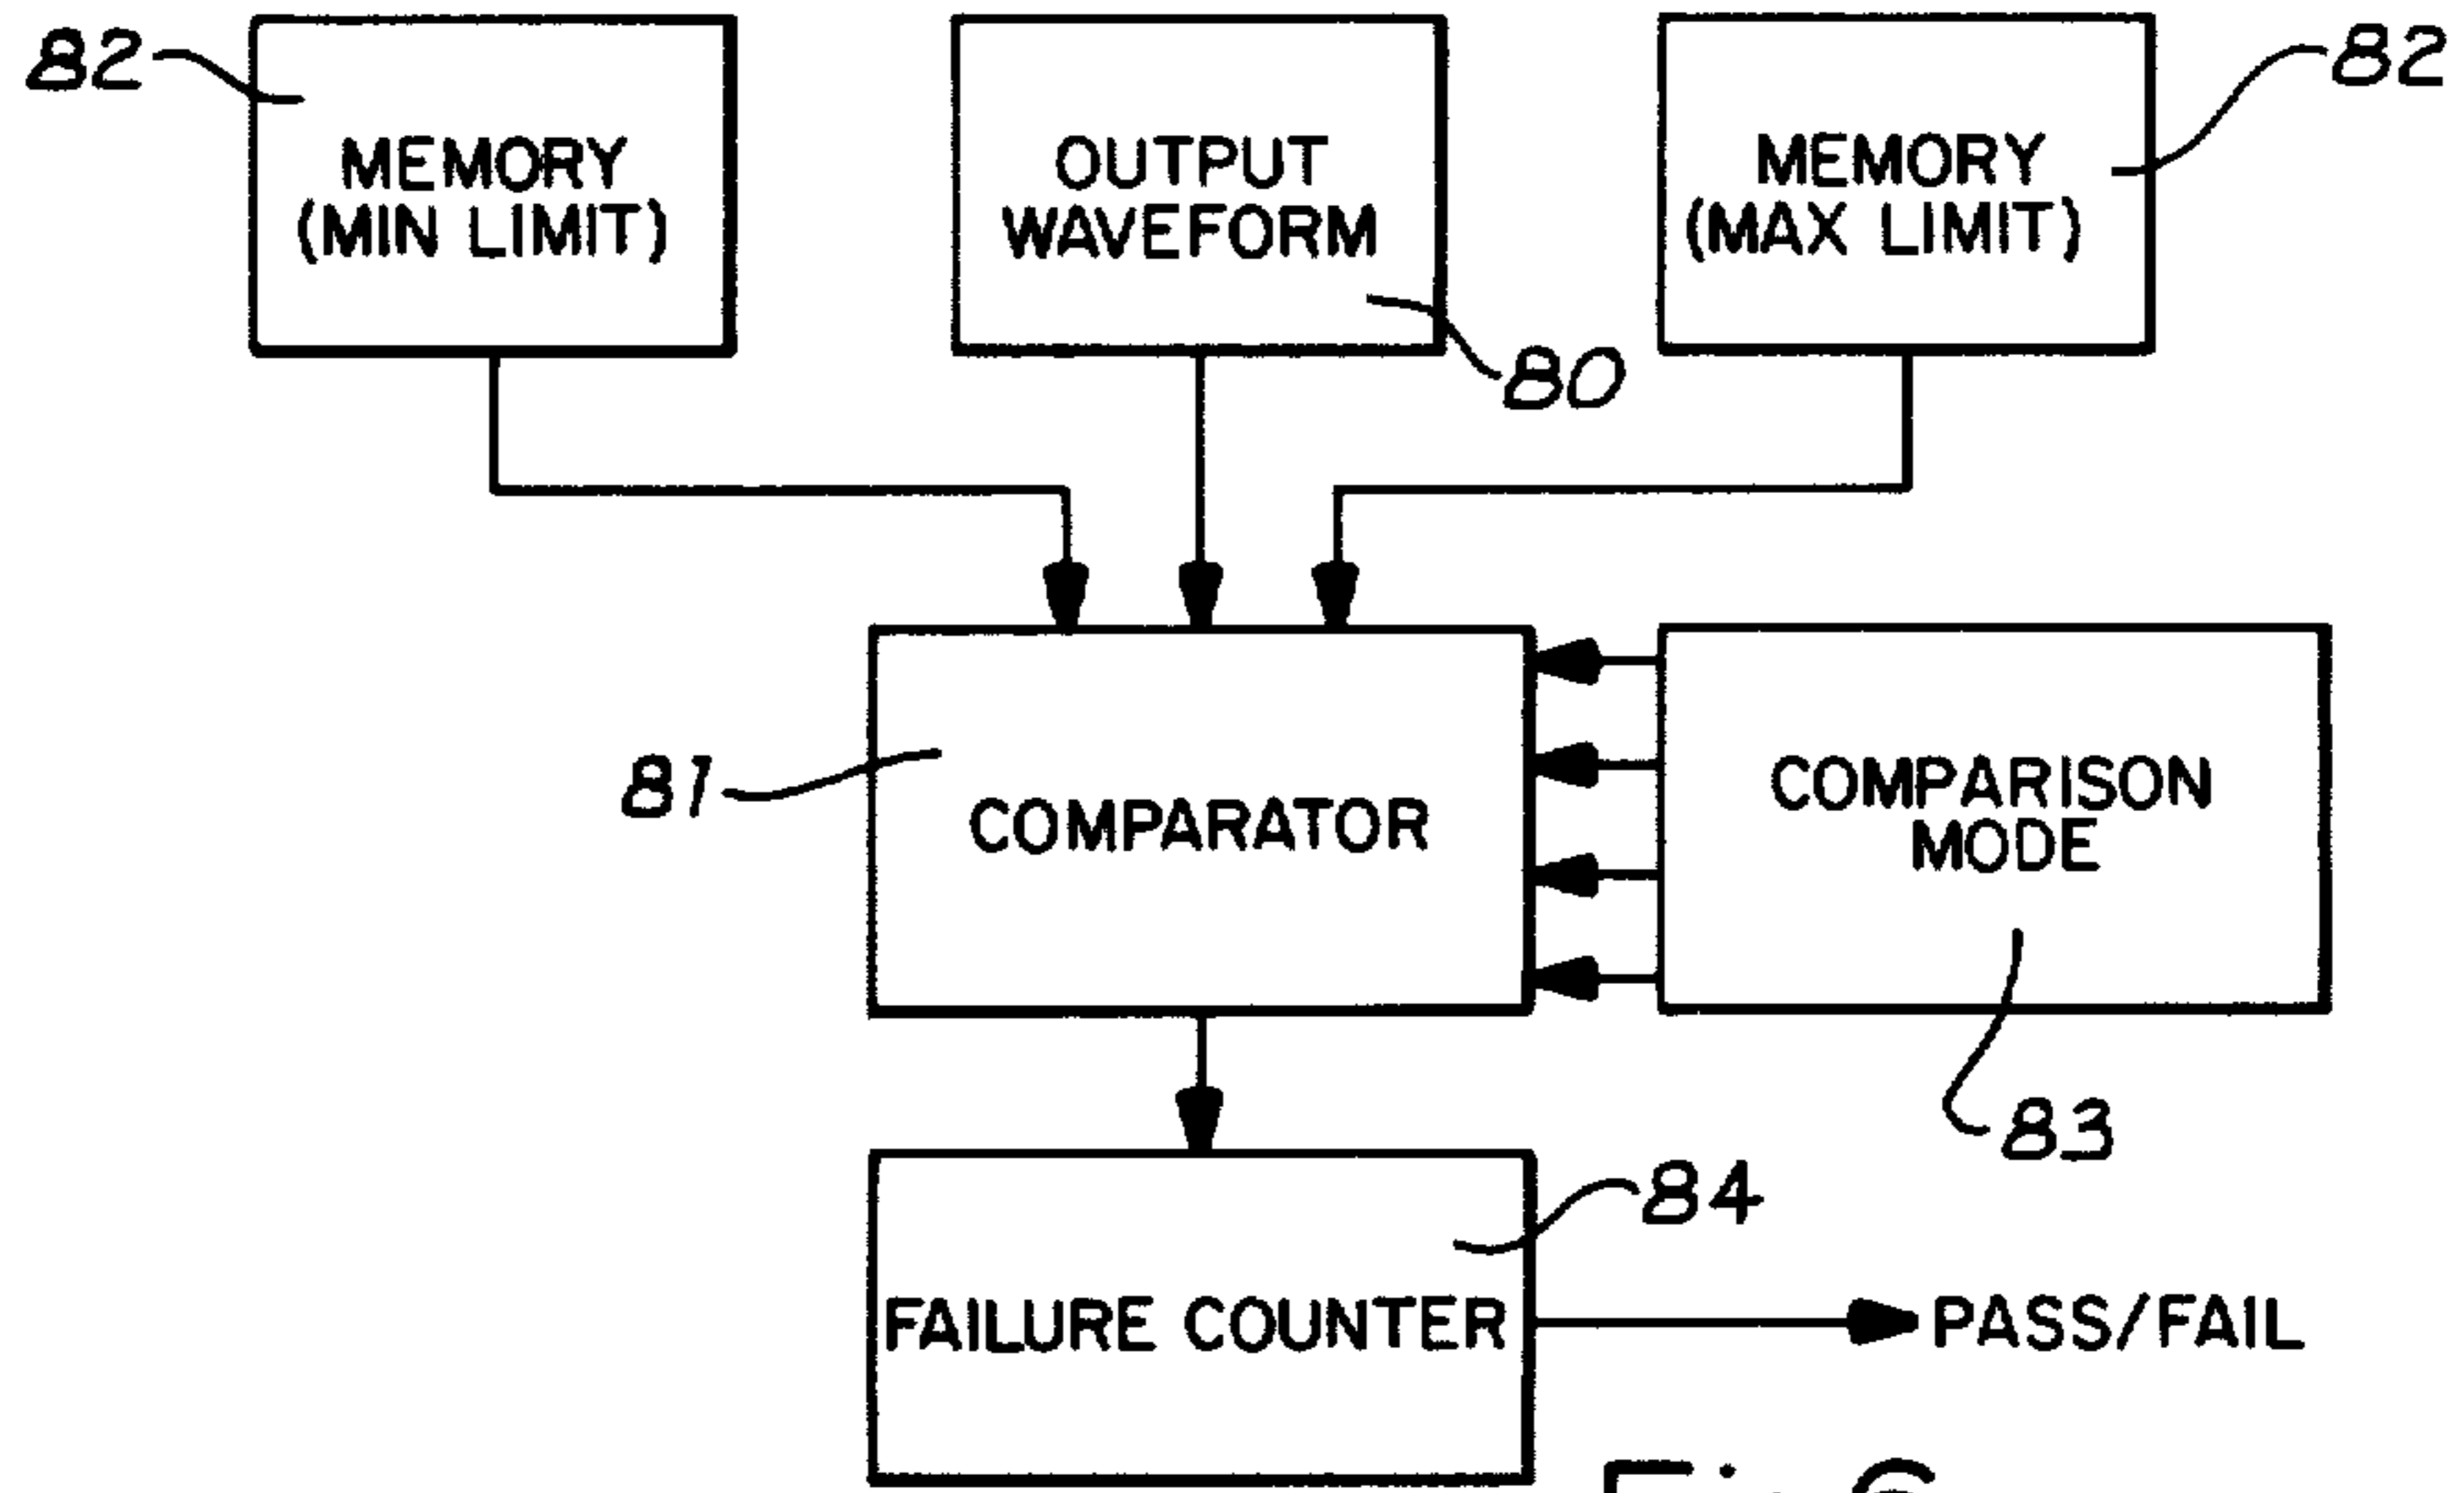 82
MEMORY
(MIN LIMIT)
OUTPUT
WAVEFORM
80
MEMORY
(MAX LIMIT)
82
81
COMPARATOR
COMPARISON
MODE
83
84
FAILURE COUNTER
PASS/FAIL